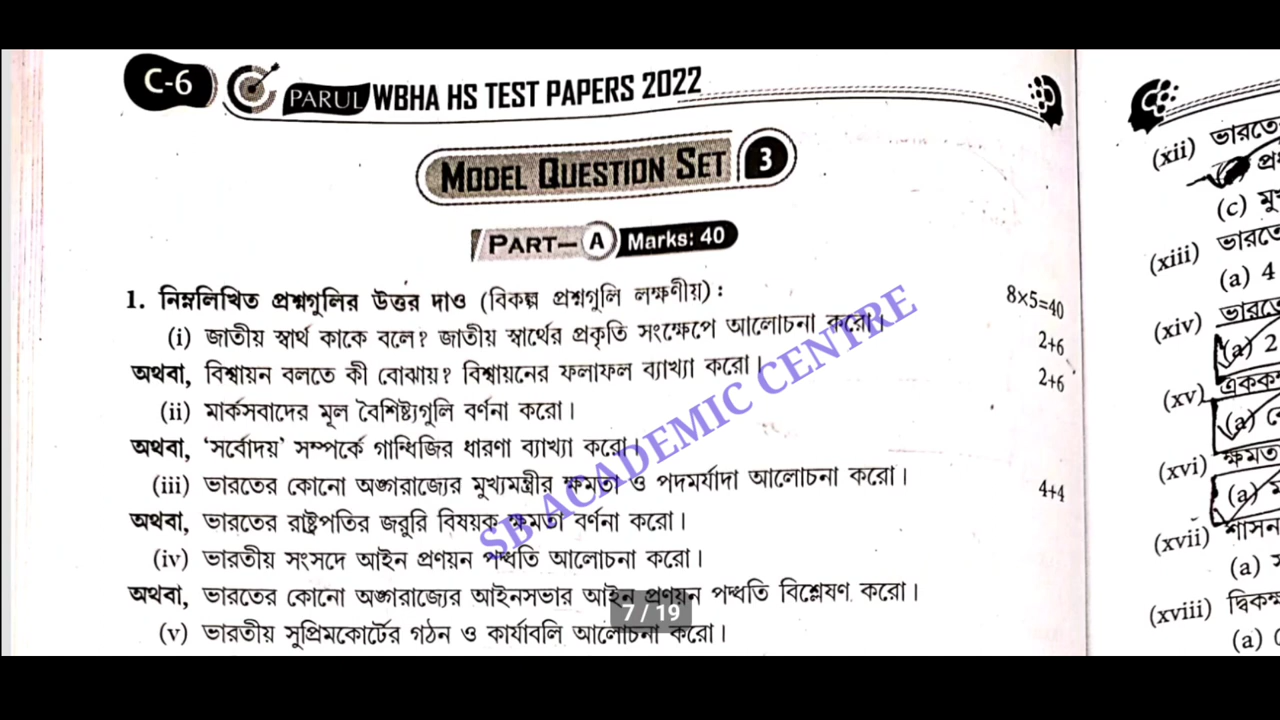 C-6 PARUL WBHA HS TEST PAPERS 2022
MODEL QUESTION SET 3
PART—A Marks: 40
1. নিম্নলিখিত প্রশ্নগুলির উত্তর দাও (বিকল্প প্রশ্নগুলি লক্ষণীয়) : 8×5=40
(i) জাতীয় স্বার্থ কাকে বলে? জাতীয় স্বার্থের প্রকৃতি সংক্ষেপে আলোচনা করো। 2+6
অথবা, বিশ্বায়ন বলতে কী বোঝায়? বিশ্বায়নের ফলাফল ব্যাখ্যা করো। 2+6
(ii) মার্কসবাদের মূল বৈশিষ্ট্যগুলি বর্ণনা করো।
অথবা, ‘সর্বোদয়’ সম্পর্কে গান্ধিজির ধারণা ব্যাখ্যা করো।
(iii) ভারতের কোনো অঙ্গরাজ্যের মুখ্যমন্ত্রীর ক্ষমতা ও পদমর্যাদা আলোচনা করো। 4+4
অথবা, ভারতের রাষ্ট্রপতির জরুরি বিষয়ক ক্ষমতা বর্ণনা করো।
(iv) ভারতীয় সংসদে আইন প্রণয়ন পদ্ধতি আলোচনা করো।
অথবা, ভারতের কোনো অঙ্গরাজ্যের আইনসভার আইন প্রণয়ন পদ্ধতি বিশ্লেষণ করো।
(v) ভারতীয় সুপ্রিমকোর্টের গঠন ও কার্যাবলি আলোচনা করো।
SB ACADEMIC CENTRE
7 / 19
(xii)
(c)
(xiii)
(a) 4
(xiv)
(a) 2
(xv)
(a)
(xvi) ক্ষমতা
(a)
(xvii)
(a)
(xviii)
(a)